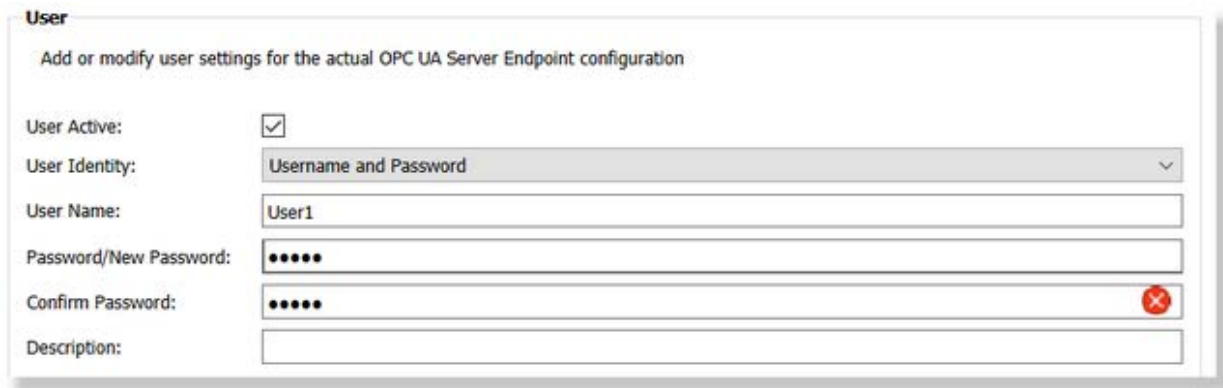 User
Add or modify user settings for the actual OPC UA Server Endpoint configuration
User Active:
User Identity: Username and Password
User Name: User1
Password/New Password: •••••
Confirm Password: •••••
Description: